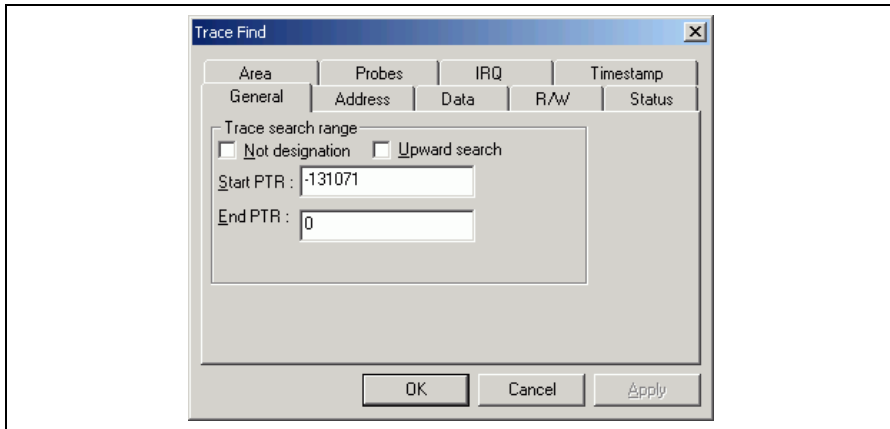 Trace Find
Area Probes IRQ Timestamp
General Address Data R/W Status
Trace search range
Not designation Upward search
Start PTR : -131071
End PTR : 0
OK Cancel Apply